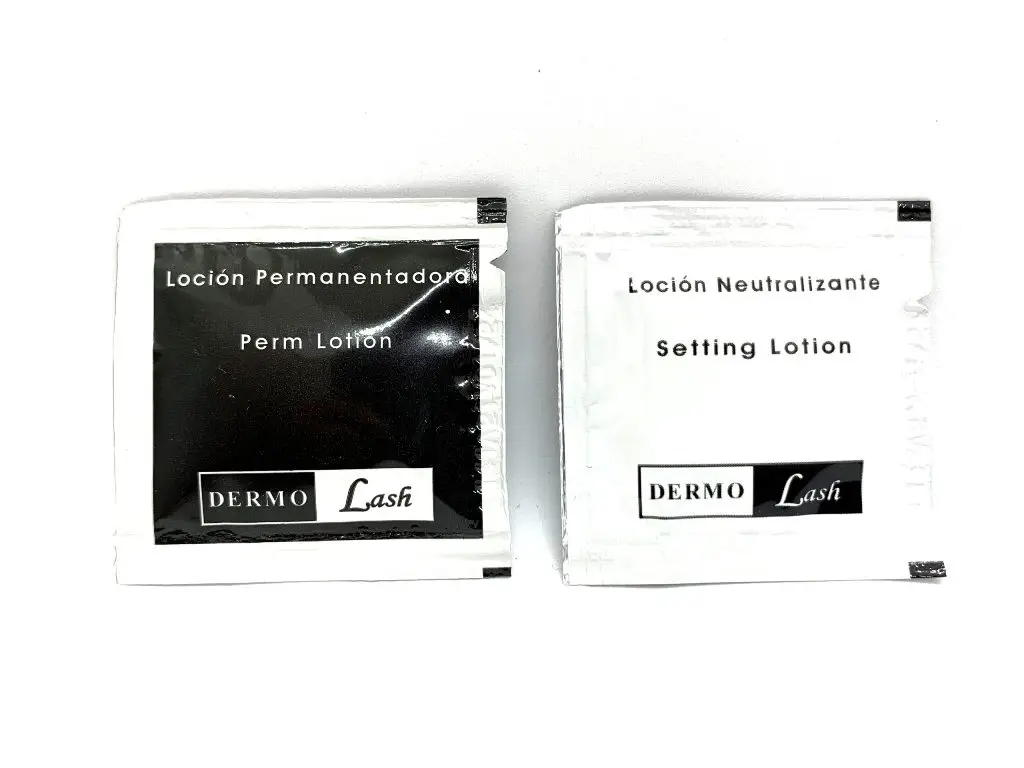 Loción Permanentadora
Perm Lotion
DERMO Lash
Loción Neutralizante
Setting Lotion
DERMO Lash